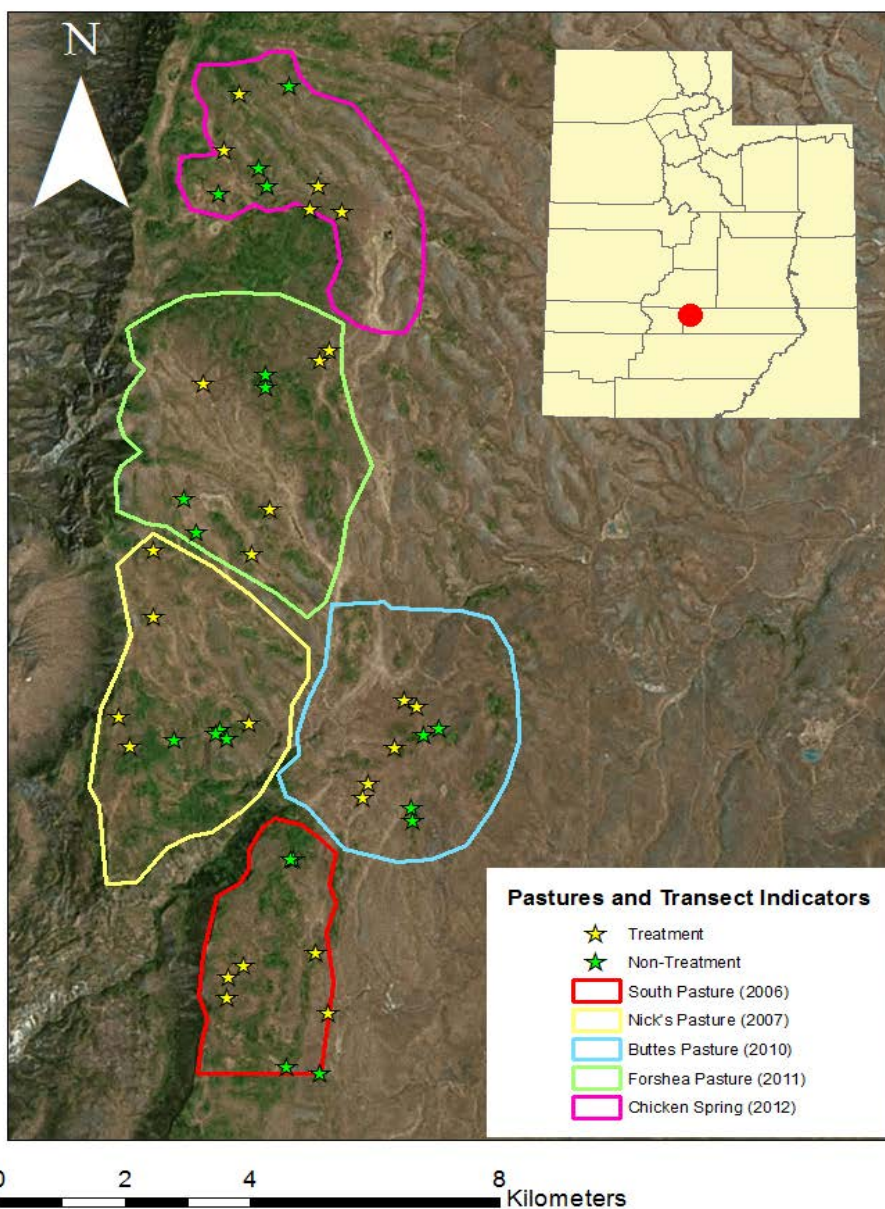 N
Pastures and Transect Indicators
Treatment
Non-Treatment
South Pasture (2006)
Nick's Pasture (2007)
Buttes Pasture (2010)
Forshea Pasture (2011)
Chicken Spring (2012)
0 2 4 8
Kilometers